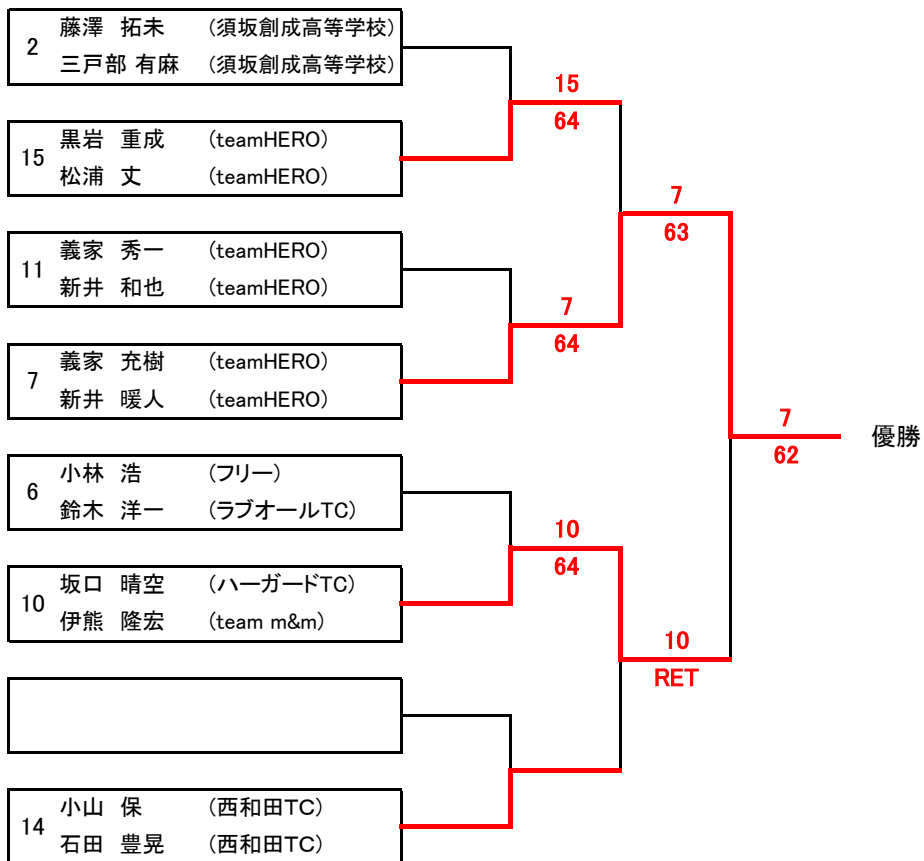 2 藤澤 拓未 (須坂創成高等学校)
三戸部 有麻 (須坂創成高等学校)
15
64
15 黒岩 重成 (teamHERO)
松浦 丈 (teamHERO)
7
63
11 義家 秀一 (teamHERO)
新井 和也 (teamHERO)
7
64
7 義家 充樹 (teamHERO)
新井 暖人 (teamHERO)
7
62
優勝
6 小林 浩 (フリー)
鈴木 洋一 (ラブオールTC)
10
64
10 坂口 晴空 (ハーガードTC)
伊熊 隆宏 (team m&m)
10
RET
14 小山 保 (西和田TC)
石田 豊晃 (西和田TC)